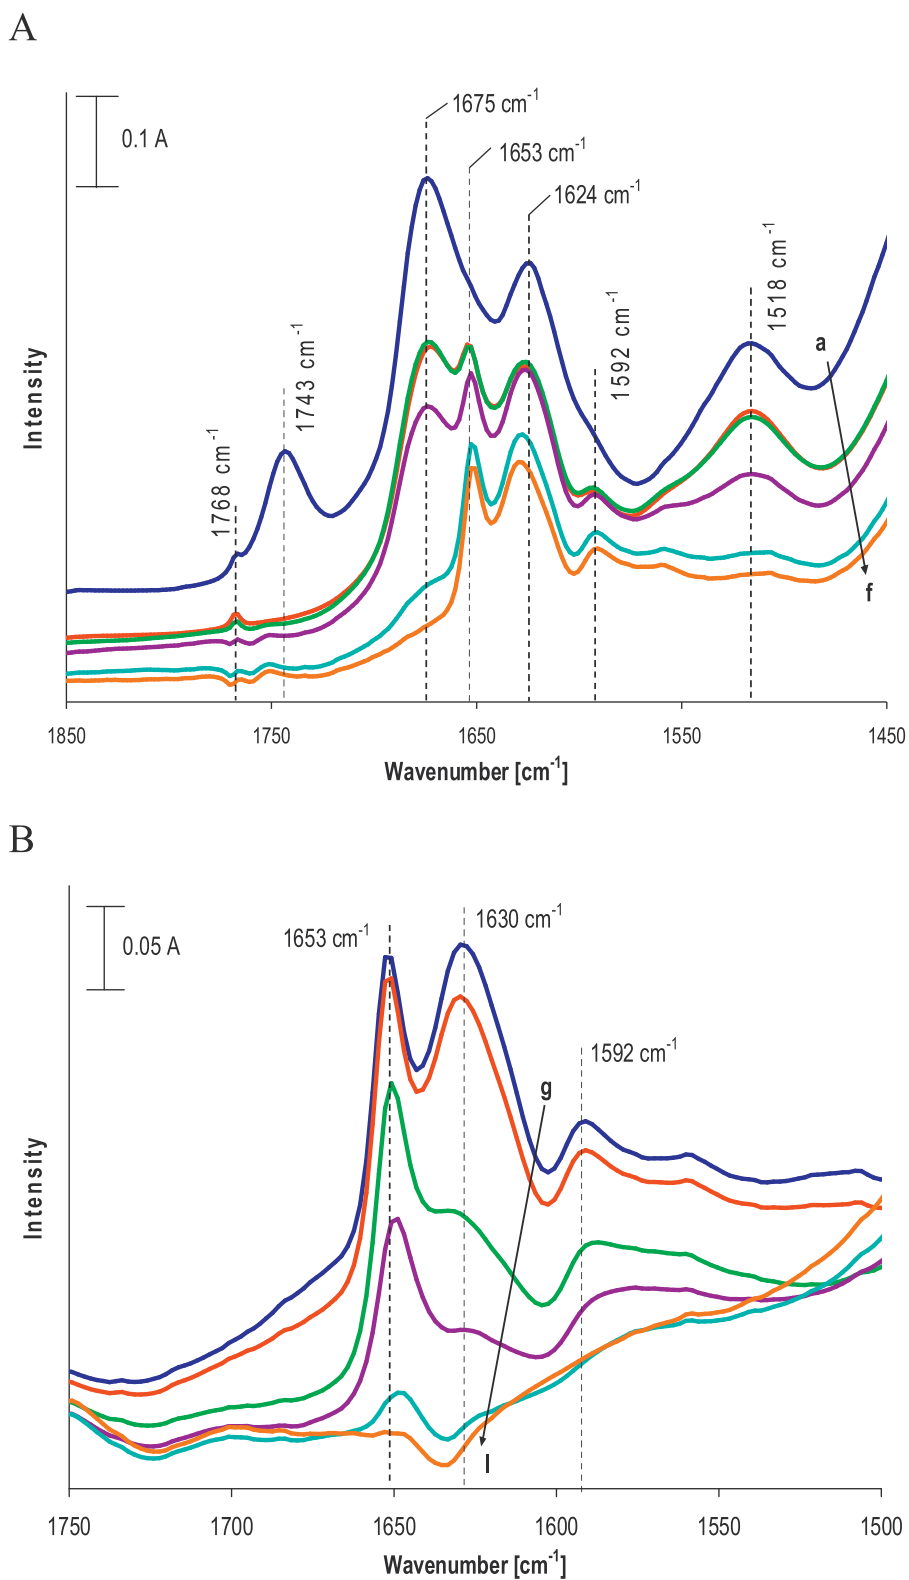 A
1675 cm-1
0.1 A
1653 cm-1
1624 cm-1
1518 cm-1
1592 cm-1
1743 cm-1
1768 cm-1
a
f
Intensity
1850
1750
1650
1550
1450
Wavenumber [cm-1]
B
1630 cm-1
1653 cm-1
0.05 A
1592 cm-1
g
l
Intensity
1750
1700
1650
1600
1550
1500
Wavenumber [cm-1]